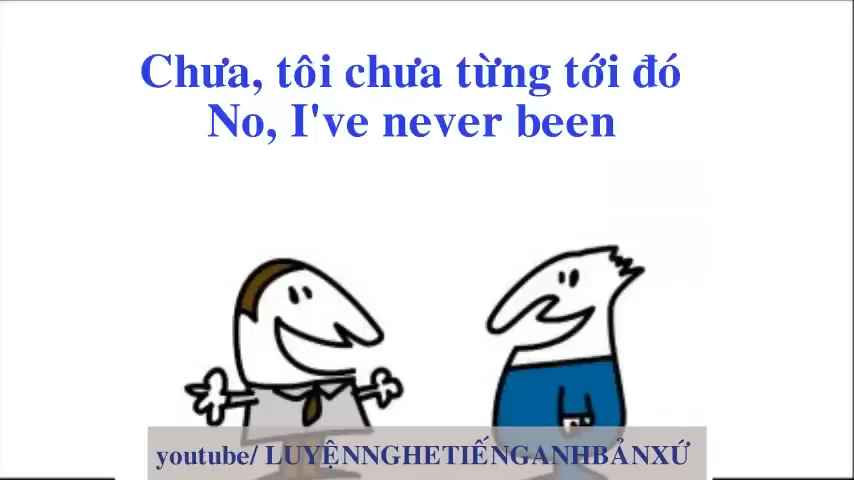 Chưa, tôi chưa từng tới đó
No, I've never been
youtube/ LUYỆNNGHETIẾNGANHBẢNXỨ